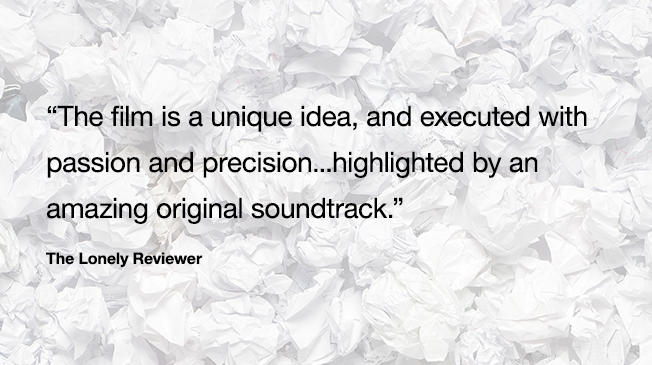 “The film is a unique idea, and executed with
passion and precision...highlighted by an
amazing original soundtrack.”
The Lonely Reviewer